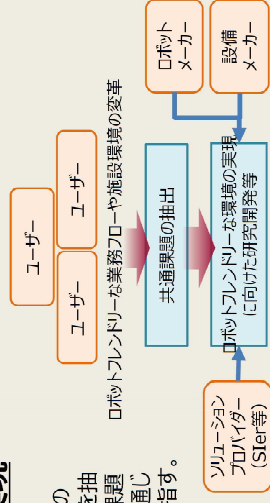 の
を抽
課題
通じ
指す。
ユーザー
ユーザー
ユーザー
ロボットフレンドリーな業務フローや施設環境の変革
共通課題の抽出
ロボットフレンドリーな環境の実現
に向けた研究開発等
ロボット
メーカー
設備
メーカー
ソリューション
プロバイダー
（SIer等）